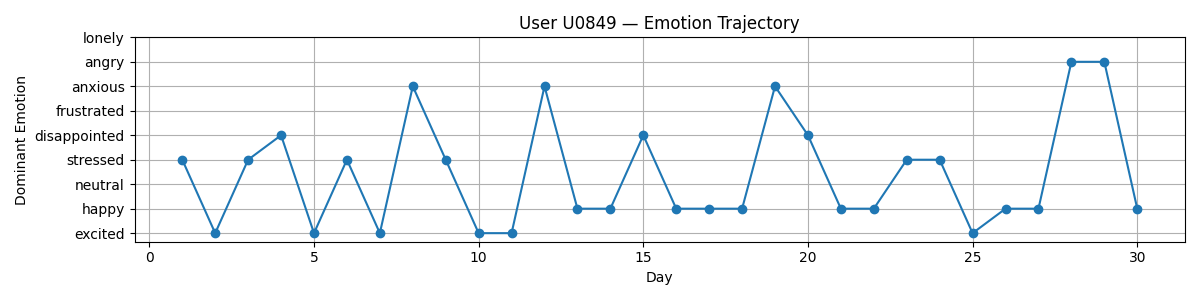 User U0849 — Emotion Trajectory
Dominant Emotion
lonely
angry
anxious
frustrated
disappointed
stressed
neutral
happy
excited
0 5 10 15 20 25 30
Day